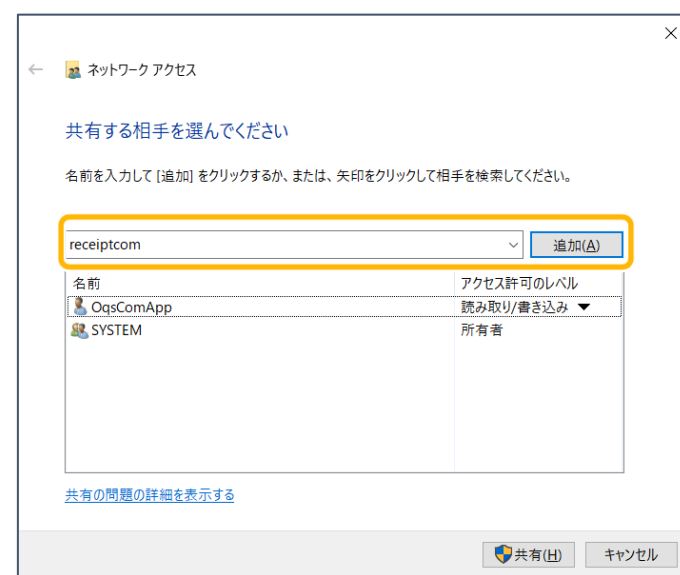 ネットワーク アクセス
共有する相手を選んでください
名前を入力して [追加] をクリックするか、または、矢印をクリックして相手を検索してください。
receiptcom 追加(A)
名前 アクセス許可のレベル
OqsComApp 読み取り/書き込み ▼
SYSTEM 所有者
共有の問題の詳細を表示する
共有(H) キャンセル